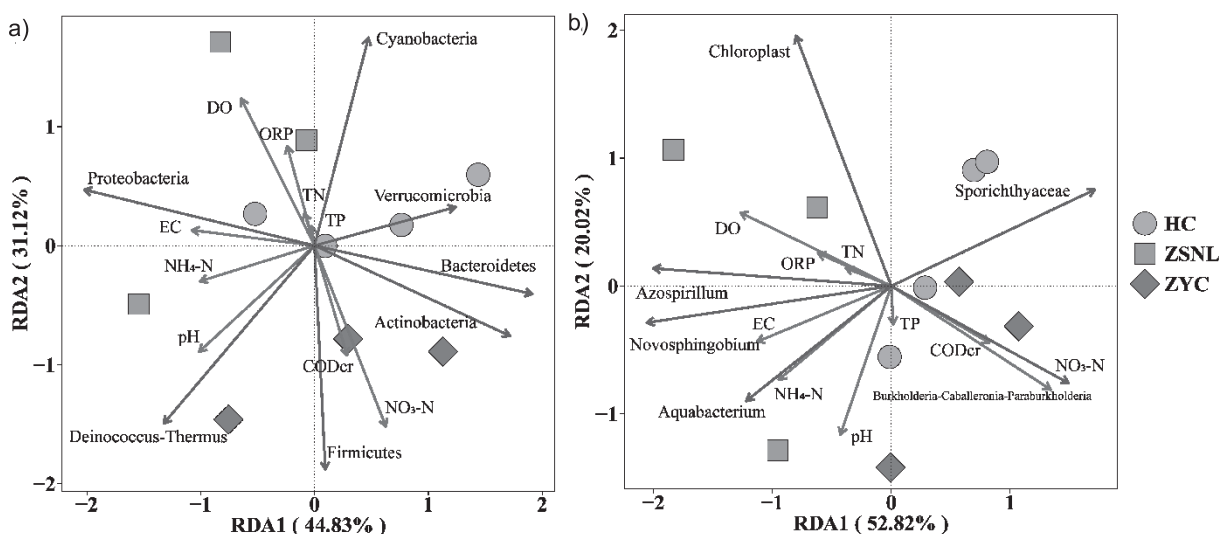 a)
Cyanobacteria
DO
ORP
Proteobacteria
TN
Verrucomicrobia
TP
EC
NH₄-N
Bacteroidetes
Actinobacteria
pH
CODcr
NO₃-N
Deinococcus-Thermus
Firmicutes
1
0
−1
−2
−2
−1
0
1
2
RDA2 ( 31.12% )
RDA1 ( 44.83% )
b)
Chloroplast
Sporichthyaceae
DO
ORP
TN
Azospirillum
Novosphingobium
EC
TP
CODcr
NO₃-N
NH₄-N
Burkholderia-Caballeronia-Paraburkholderia
Aquabacterium
pH
2
1
0
−1
−2
−1
0
1
RDA2 ( 20.02% )
RDA1 ( 52.82% )
HC
ZSNL
ZYC